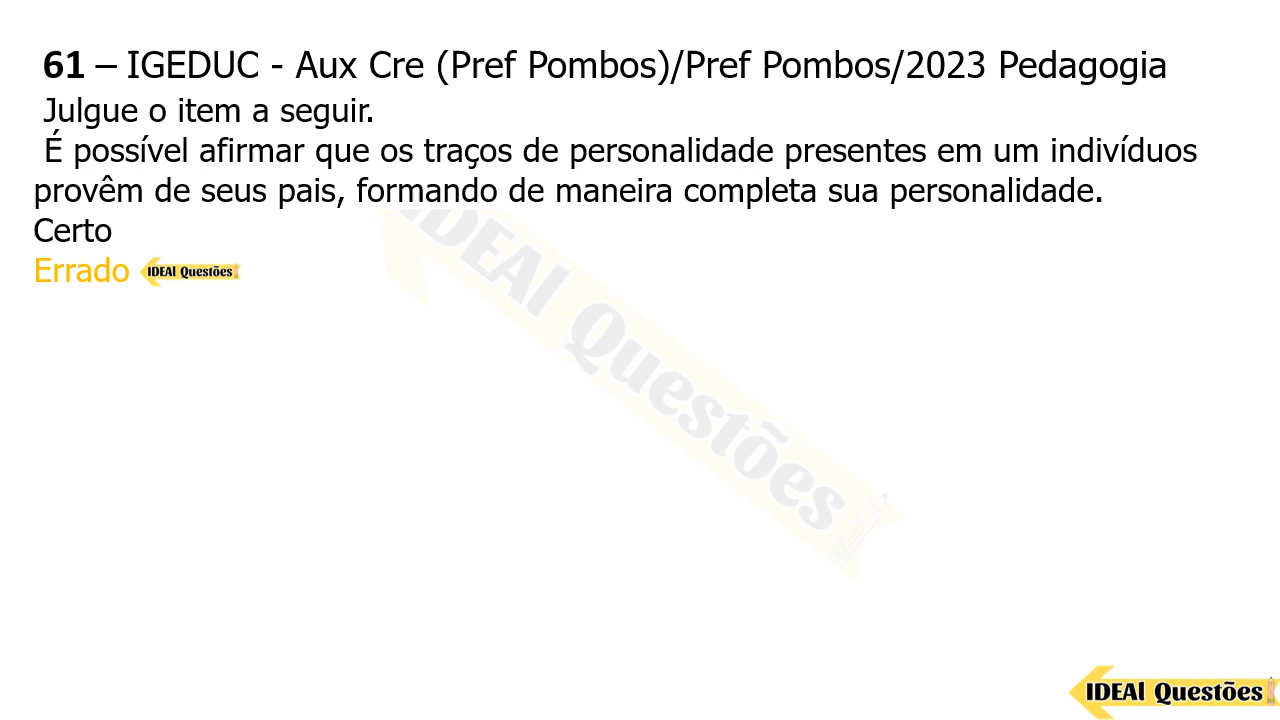 61 – IGEDUC - Aux Cre (Pref Pombos)/Pref Pombos/2023 Pedagogia
Julgue o item a seguir.
É possível afirmar que os traços de personalidade presentes em um indivíduos
provêm de seus pais, formando de maneira completa sua personalidade.
Certo
Errado IDEAl Questões
IDEAl Questões
IDEAl Questões